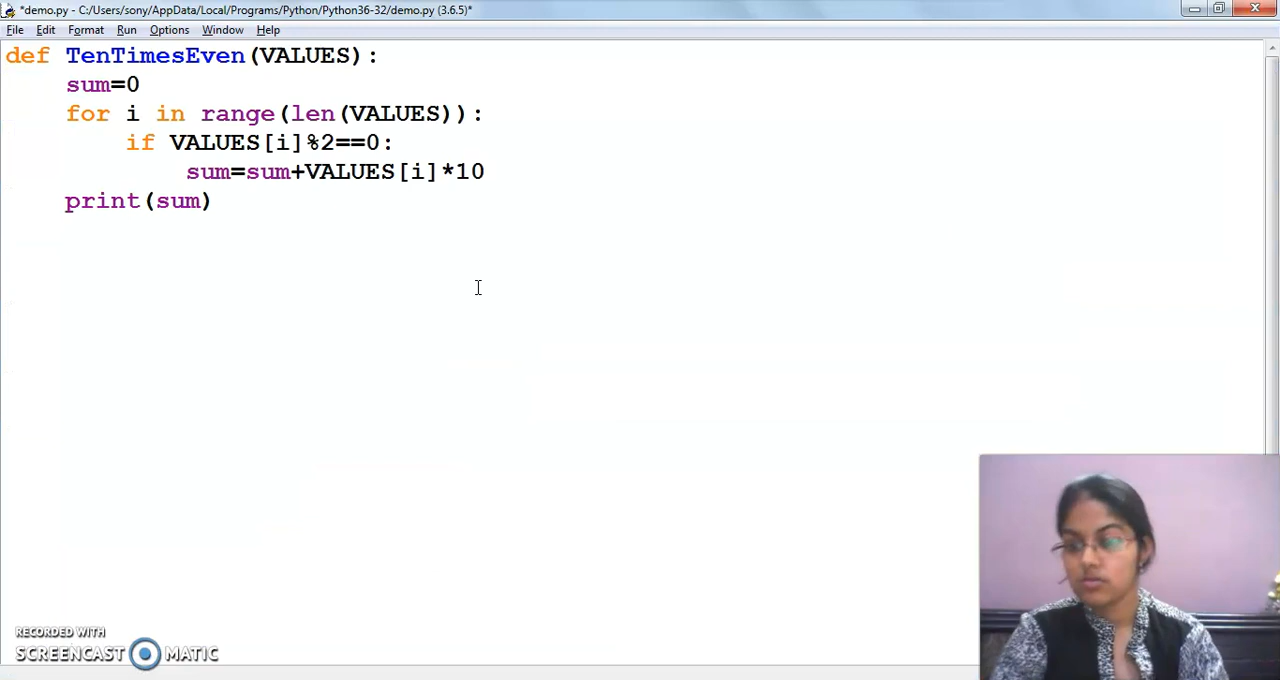 *demo.py - C:/Users/sony/AppData/Local/Programs/Python/Python36-32/demo.py (3.6.5)*
File Edit Format Run Options Window Help
def TenTimesEven(VALUES):
    sum=0
    for i in range(len(VALUES)):
        if VALUES[i]%2==0:
            sum=sum+VALUES[i]*10
    print(sum)
RECORDED WITH
SCREENCAST MATIC